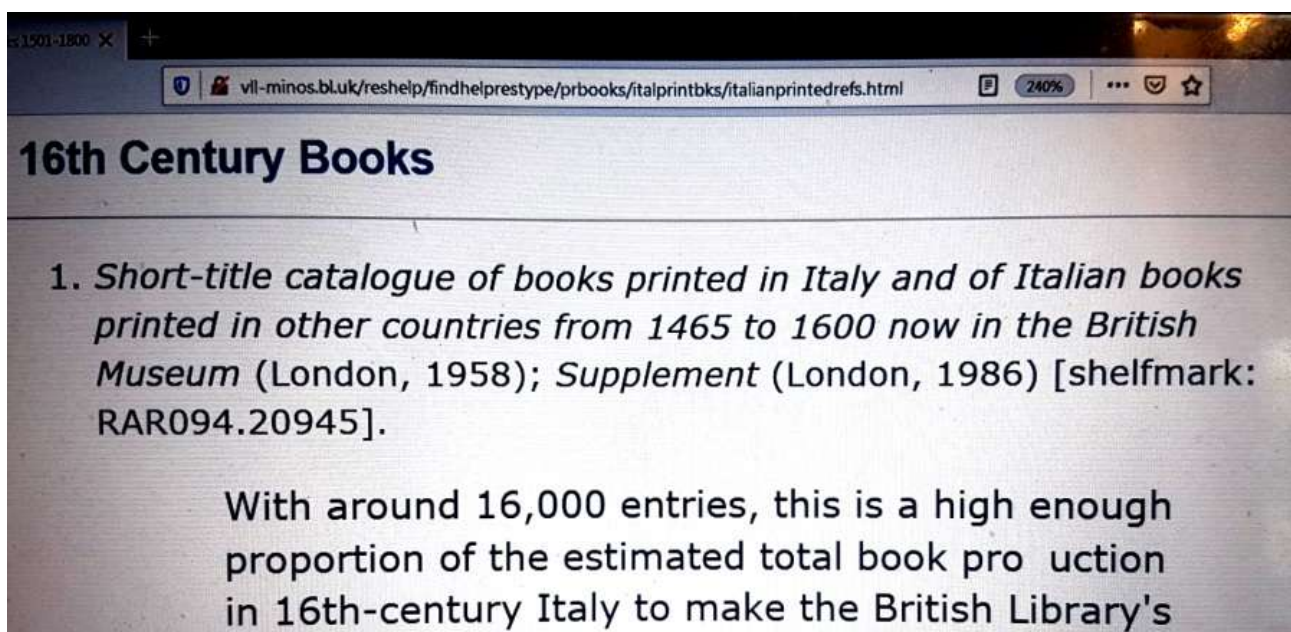 s 1501-1800 ×
vll-minos.bl.uk/reshelp/findhelprestype/prbooks/italprintbks/italianprintedrefs.html 240%
16th Century Books
1. Short-title catalogue of books printed in Italy and of Italian books
printed in other countries from 1465 to 1600 now in the British
Museum (London, 1958); Supplement (London, 1986) [shelfmark:
RAR094.20945].
With around 16,000 entries, this is a high enough
proportion of the estimated total book pro uction
in 16th-century Italy to make the British Library's